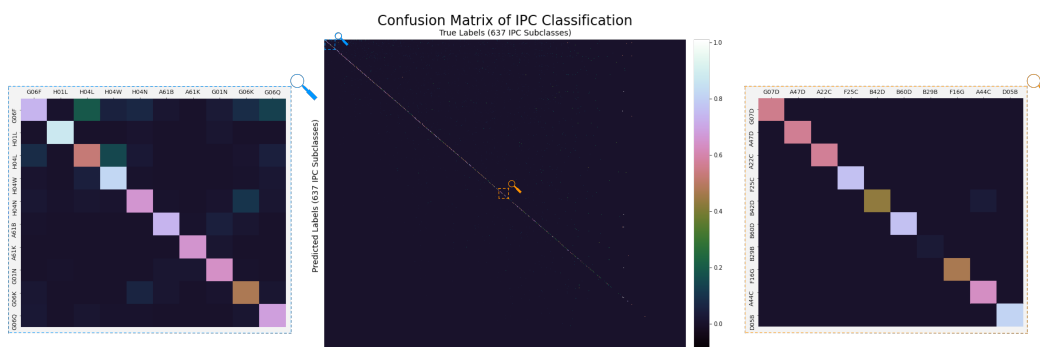 Confusion Matrix of IPC Classification
True Labels (637 IPC Subclasses)
Predicted Labels (637 IPC Subclasses)
G06F H01L H04L H04W H04N A61B A61K G01N G06K G06Q
G06F
H01L
H04L
H04W
H04N
A61B
A61K
G01N
G06K
G06Q
1.0
0.8
0.6
0.4
0.2
0.0
G07D A47D A22C F25C B42D B60D B29B F16G A44C D05B
G07D
A47D
A22C
F25C
B42D
B60D
B29B
F16G
A44C
D05B